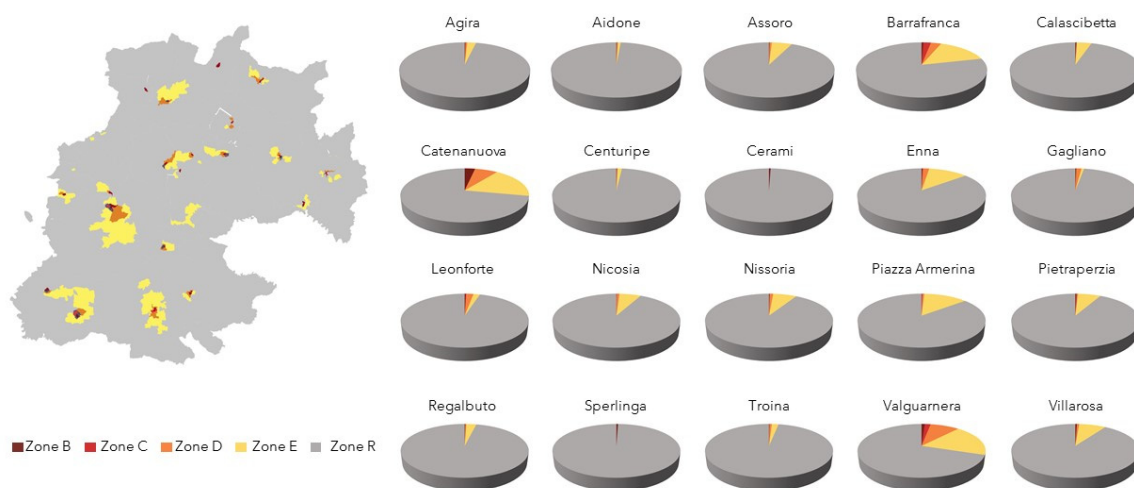 Agira
Aidone
Assoro
Barrafranca
Calascibetta
Catenanuova
Centuripe
Cerami
Enna
Gagliano
Leonforte
Nicosia
Nissoria
Piazza Armerina
Pietraperzia
Regalbuto
Sperlinga
Troina
Valguarnera
Villarosa
Zone B
Zone C
Zone D
Zone E
Zone R